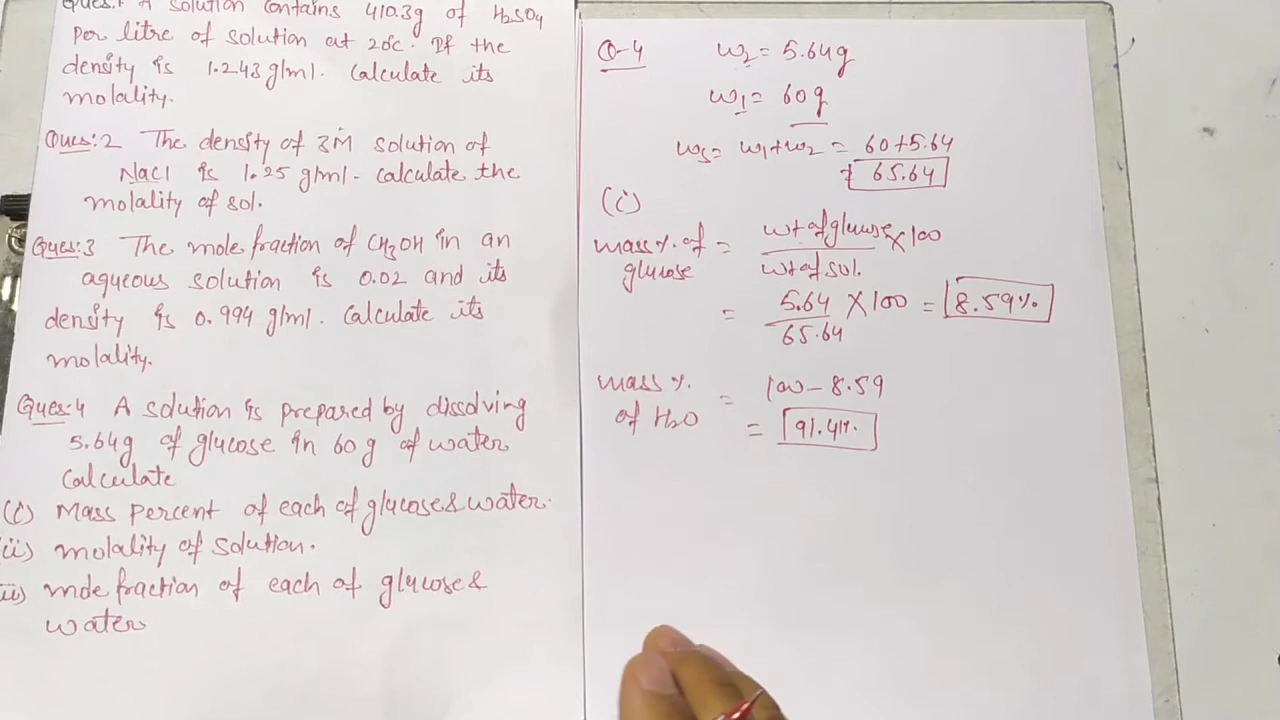 Ques:1 A solution contains 410.3g of H₂SO₄
per litre of solution at 20°c. If the
density is 1.243 g/ml. Calculate its
molality.
Ques:2 The density of 3M solution of
NaCl is 1.25 g/ml. calculate the
molality of sol.
Ques:3 The mole fraction of CH₃OH in an
aqueous solution is 0.02 and its
density is 0.994 g/ml. Calculate its
molality.
Ques:4 A solution is prepared by dissolving
5.64g of glucose in 60 g of water
Calculate
(i) Mass percent of each of glucose & water.
(ii) molality of solution.
iii) mole fraction of each of glucose &
water
Q-4 w₂ = 5.64g
w₁ = 60g
ws = w₁+w₂ = 60+5.64
= 65.64
(i)
mass % of glucose = wt of glucose / wt of sol. × 100
= 5.64 / 65.64 × 100 = 8.59%
mass % of H₂O = 100 - 8.59
= 91.41%